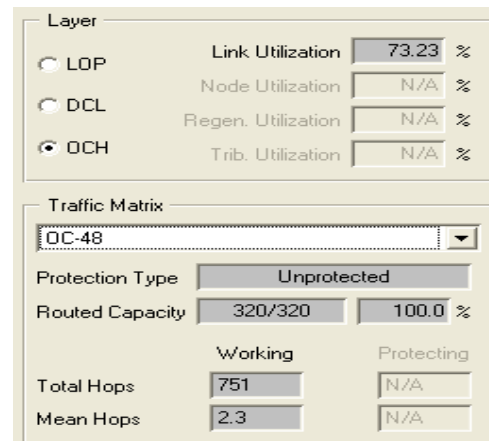 Layer
LOP
DCL
OCH
Link Utilization 73.23 %
Node Utilization N/A %
Regen. Utilization N/A %
Trib. Utilization N/A %
Traffic Matrix
OC-48
Protection Type Unprotected
Routed Capacity 320/320 100.0 %
Working Protecting
Total Hops 751 N/A
Mean Hops 2.3 N/A